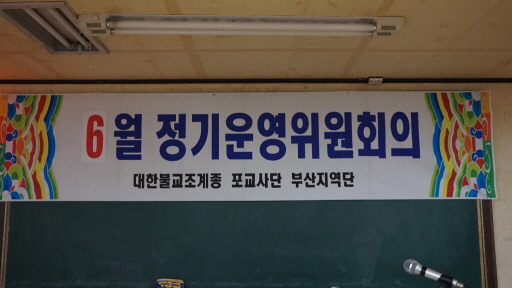 6월 정기운영위원회의
대한불교조계종 포교사단 부산지역단